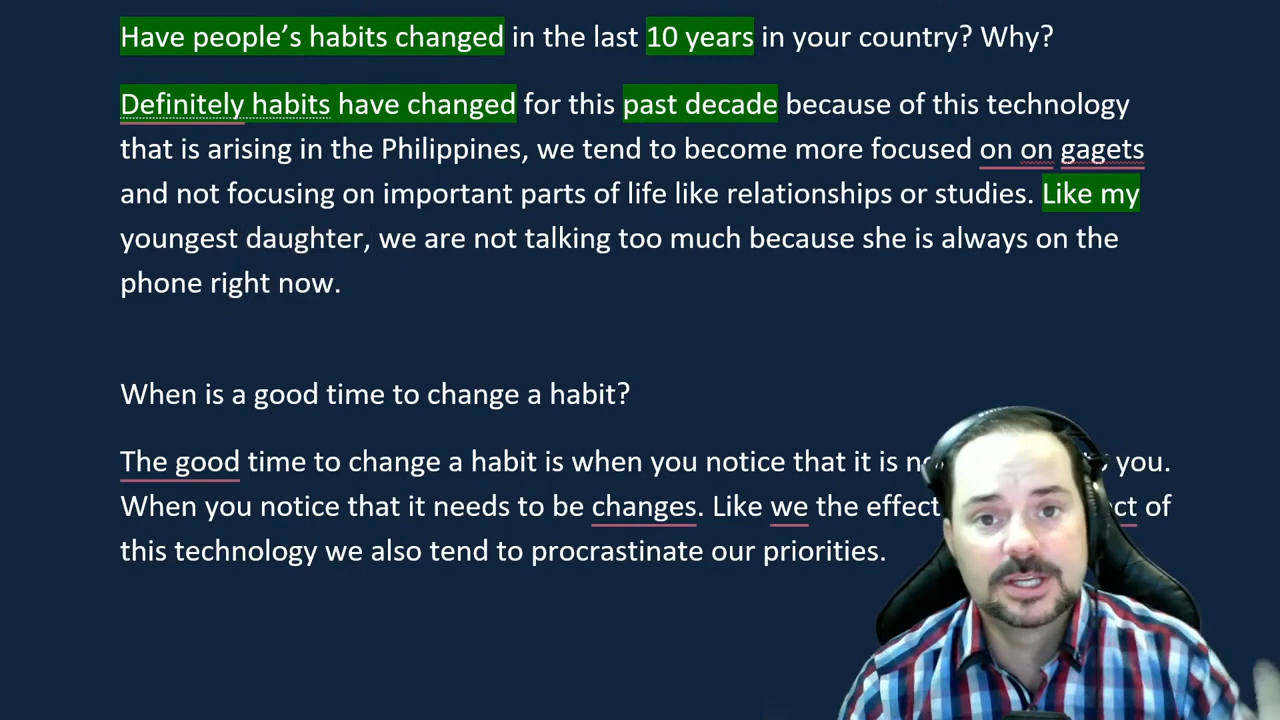 Have people's habits changed in the last 10 years in your country? Why?
Definitely habits have changed for this past decade because of this technology
that is arising in the Philippines, we tend to become more focused on on gagets
and not focusing on important parts of life like relationships or studies. Like my
youngest daughter, we are not talking too much because she is always on the
phone right now.
When is a good time to change a habit?
The good time to change a habit is when you notice that it is you.
When you notice that it needs to be changes. Like we the effect of
this technology we also tend to procrastinate our priorities.